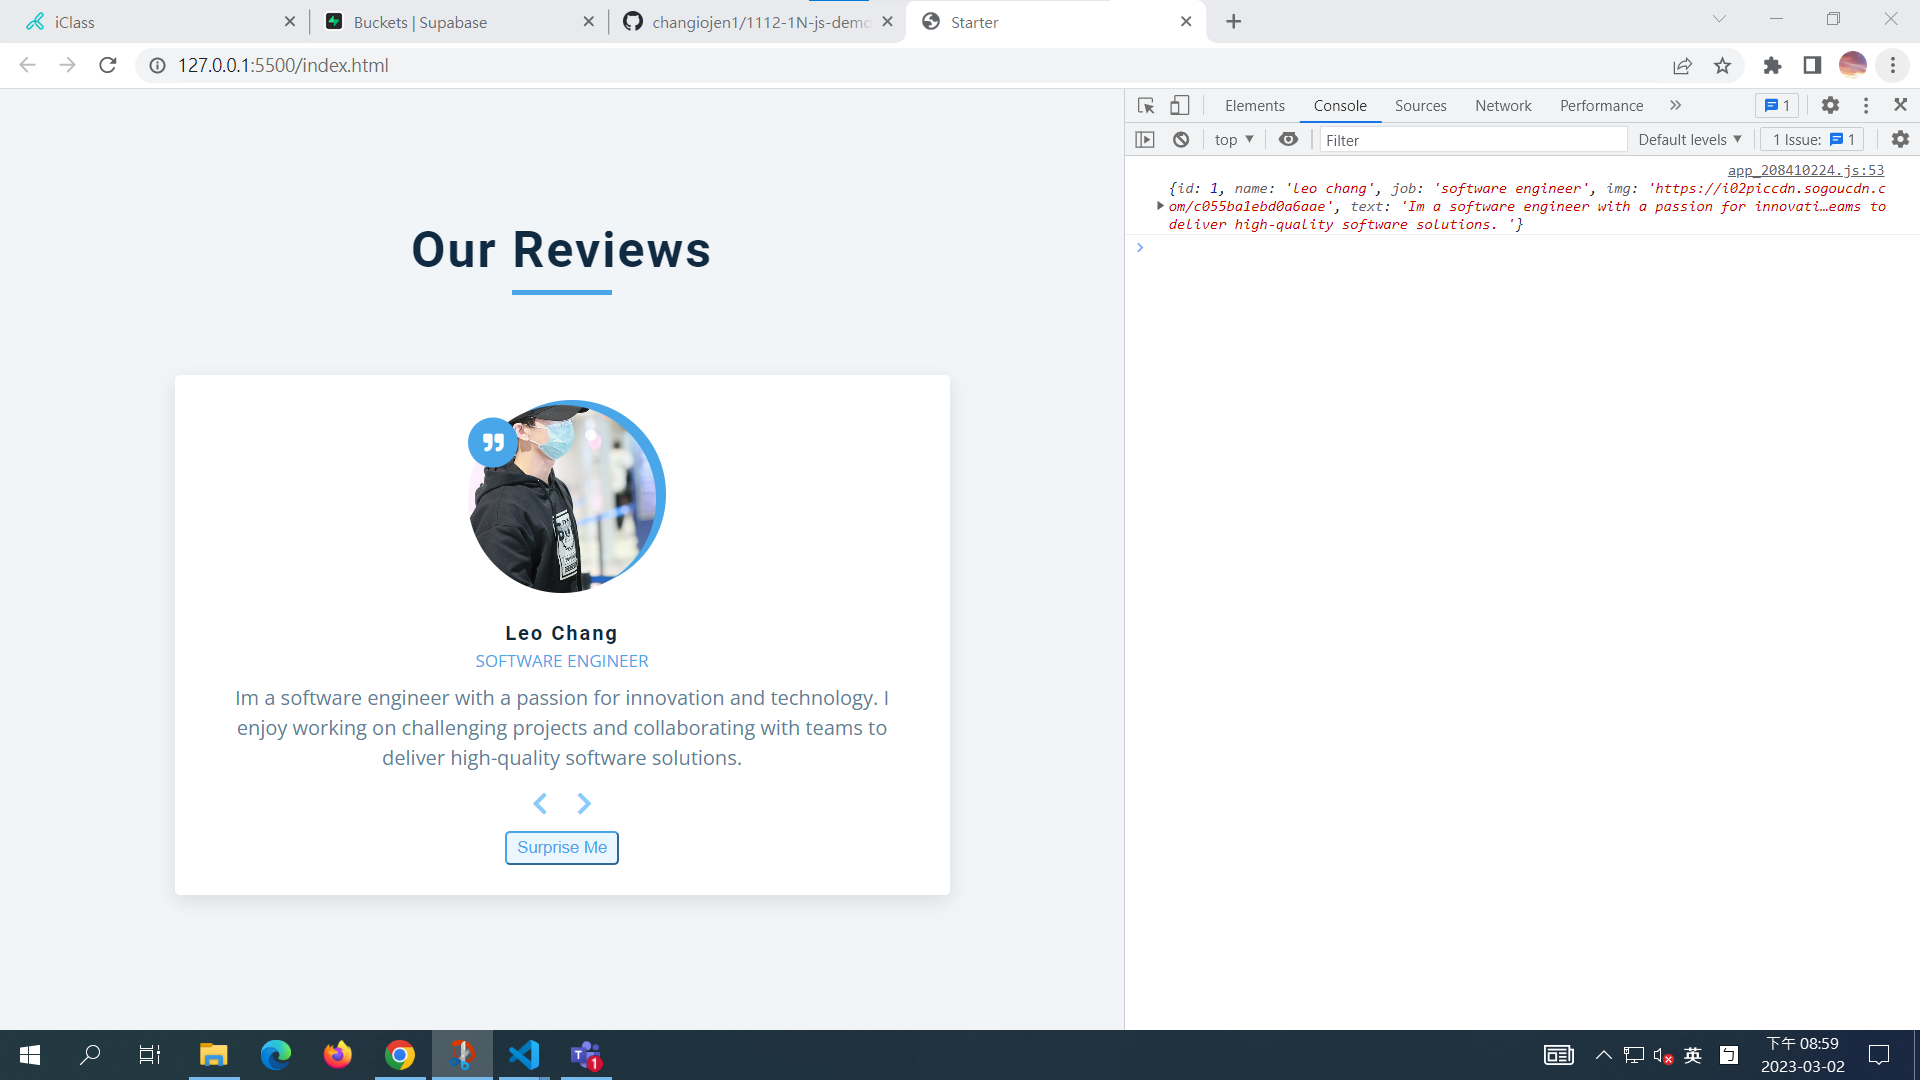 iClass
Buckets | Supabase
changiojen1/1112-1N-js-demo
Starter
127.0.0.1:5500/index.html
Elements
Console
Sources
Network
Performance
1
top
Filter
Default levels
1 Issue:
1
app_208410224.js:53
{id: 1, name: 'leo chang', job: 'software engineer', img: 'https://i02piccdn.sogoucdn.c
om/c055ba1ebd0a6aae', text: 'Im a software engineer with a passion for innovati…eams to
deliver high-quality software solutions. '}
Our Reviews
Leo Chang
SOFTWARE ENGINEER
Im a software engineer with a passion for innovation and technology. I
enjoy working on challenging projects and collaborating with teams to
deliver high-quality software solutions.
Surprise Me
1
英
ㄅ
下午 08:59
2023-03-02